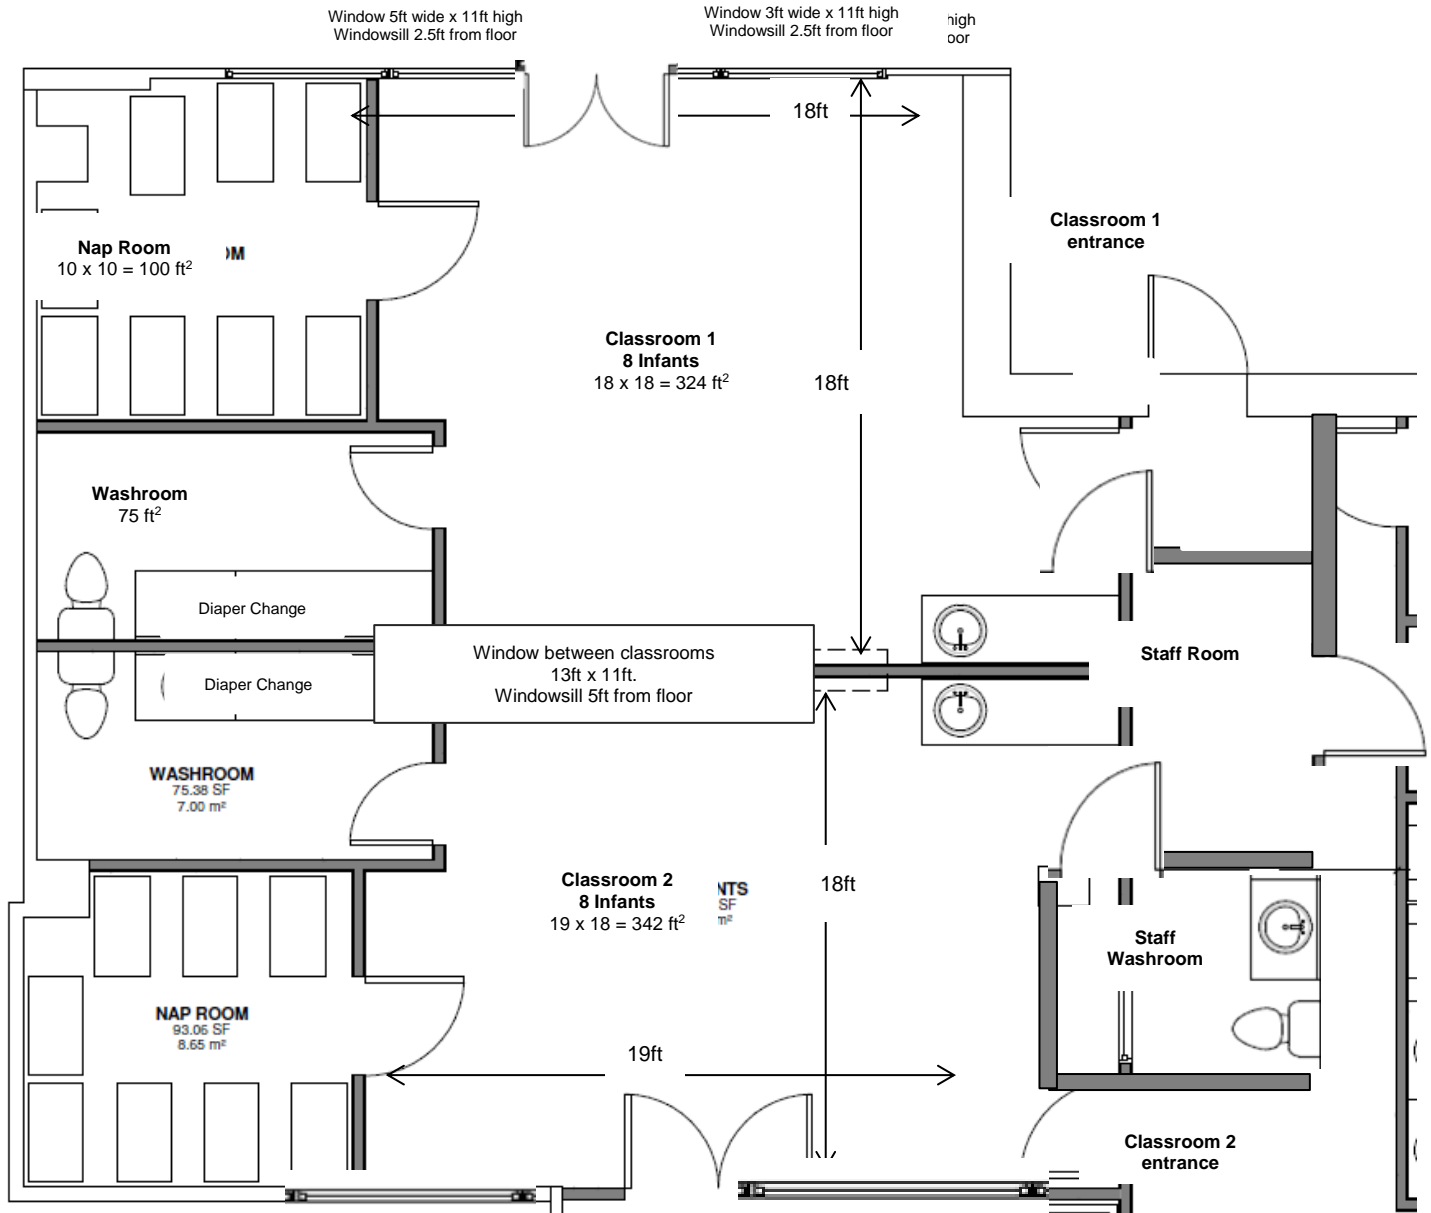 Window 5ft wide x 11ft high
Windowsill 2.5ft from floor
Window 3ft wide x 11ft high
Windowsill 2.5ft from floor
high
oor
18ft
Nap Room
10 x 10 = 100 ft²
OM
Classroom 1
entrance
Classroom 1
8 Infants
18 x 18 = 324 ft²
18ft
Washroom
75 ft²
Diaper Change
Window between classrooms
13ft x 11ft.
Windowsill 5ft from floor
Staff Room
Diaper Change
WASHROOM
75.38 SF
7.00 m²
Classroom 2
8 Infants
19 x 18 = 342 ft²
NTS
SF
m²
18ft
Staff
Washroom
NAP ROOM
93.06 SF
8.65 m²
19ft
Classroom 2
entrance